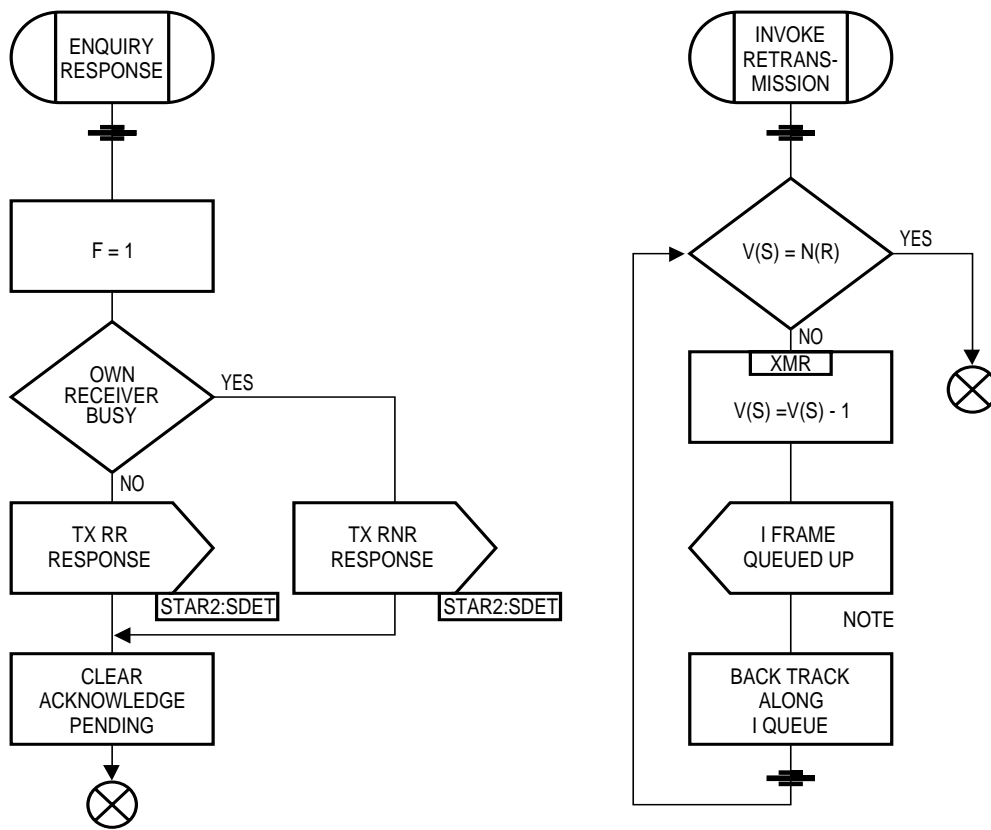 ENQUIRY
RESPONSE
F = 1
OWN
RECEIVER
BUSY
YES
NO
TX RR
RESPONSE
STAR2:SDET
TX RNR
RESPONSE
STAR2:SDET
CLEAR
ACKNOWLEDGE
PENDING
INVOKE
RETRANS-
MISSION
V(S) = N(R)
YES
NO
XMR
V(S) =V(S) - 1
I FRAME
QUEUED UP
NOTE
BACK TRACK
ALONG
I QUEUE